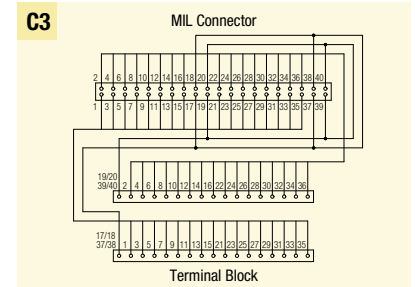 C3
MIL Connector
2 4 6 8 10 12 14 16 18 20 22 24 26 28 30 32 34 36 38 40
1 3 5 7 9 11 13 15 17 19 21 23 25 27 29 31 33 35 37 39
19/20
39/40 2 4 6 8 10 12 14 16 22 24 26 28 30 32 34 36
17/18
37/38 1 3 5 7 9 11 13 15 21 23 25 27 29 31 33 35
Terminal Block